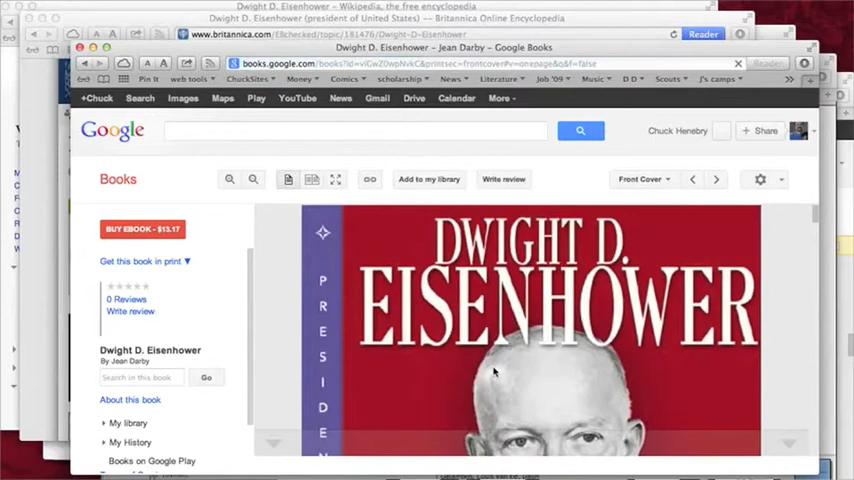 Dwight D. Eisenhower - Wikipedia, the free encyclopedia
Dwight D. Eisenhower (president of United States) -- Britannica Online Encyclopedia
www.britannica.com/EBchecked/topic/181476/Dwight-D-Eisenhower
Reader
Dwight D. Eisenhower – Jean Darby – Google Books
A A
Reader
Pin It web tools ChuckSites Money Comics scholarship News Literature Job '09 Music D D Scouts J's camps
+Chuck Search Images Maps Play YouTube News Gmail Drive Calendar More
Google
Chuck Henebry
+ Share
Books
Add to my library
Write review
Front Cover
BUY EBOOK - $13.17
Get this book in print ▼
0 Reviews
Write review
Dwight D. Eisenhower
By Jean Darby
Search in this book
Go
About this book
My library
My History
Books on Google Play
DWIGHT D.
EISENHOWER
PRESIDEN